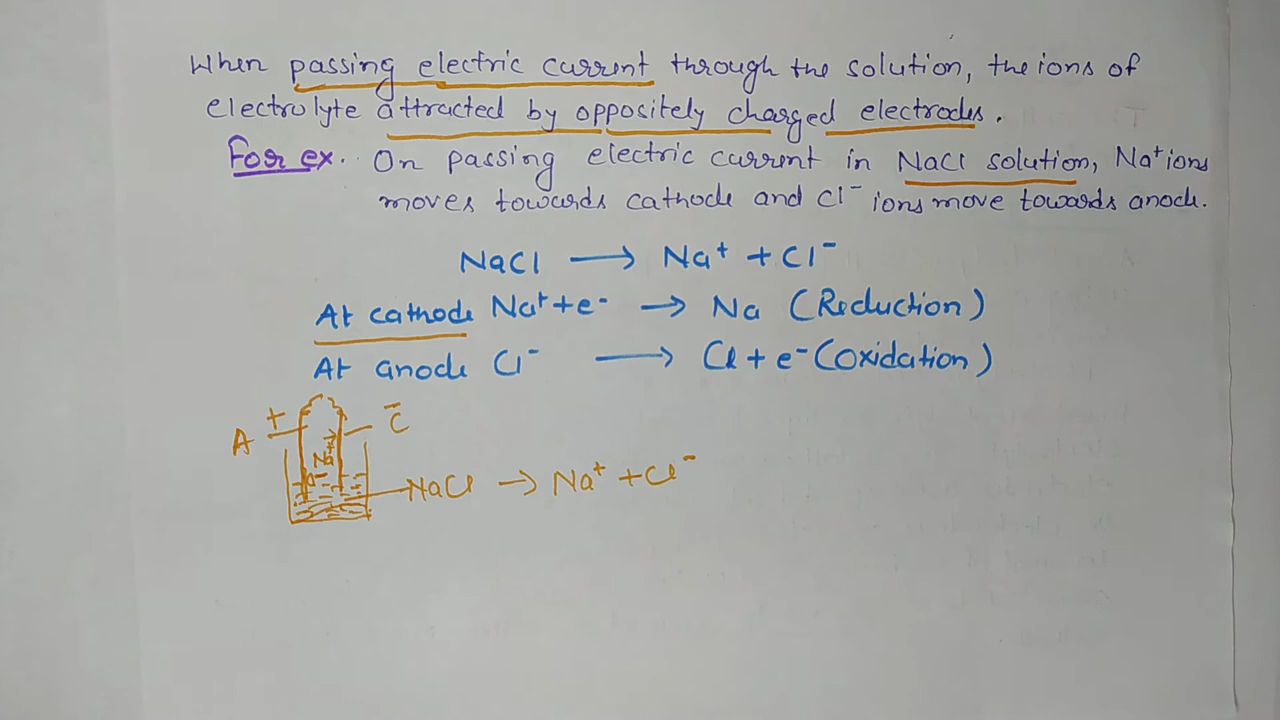 When passing electric current through the solution, the ions of
electrolyte attracted by oppositely charged electrodes.
For ex. On passing electric current in NaCl solution, Na⁺ ions
moves towards cathode and Cl⁻ ions move towards anode.
NaCl → Na⁺ + Cl⁻
At cathode Na⁺ + e⁻ → Na (Reduction)
At anode Cl⁻ → Cl + e⁻ (Oxidation)
A + - C
Na⁺
NaCl → Na⁺ + Cl⁻